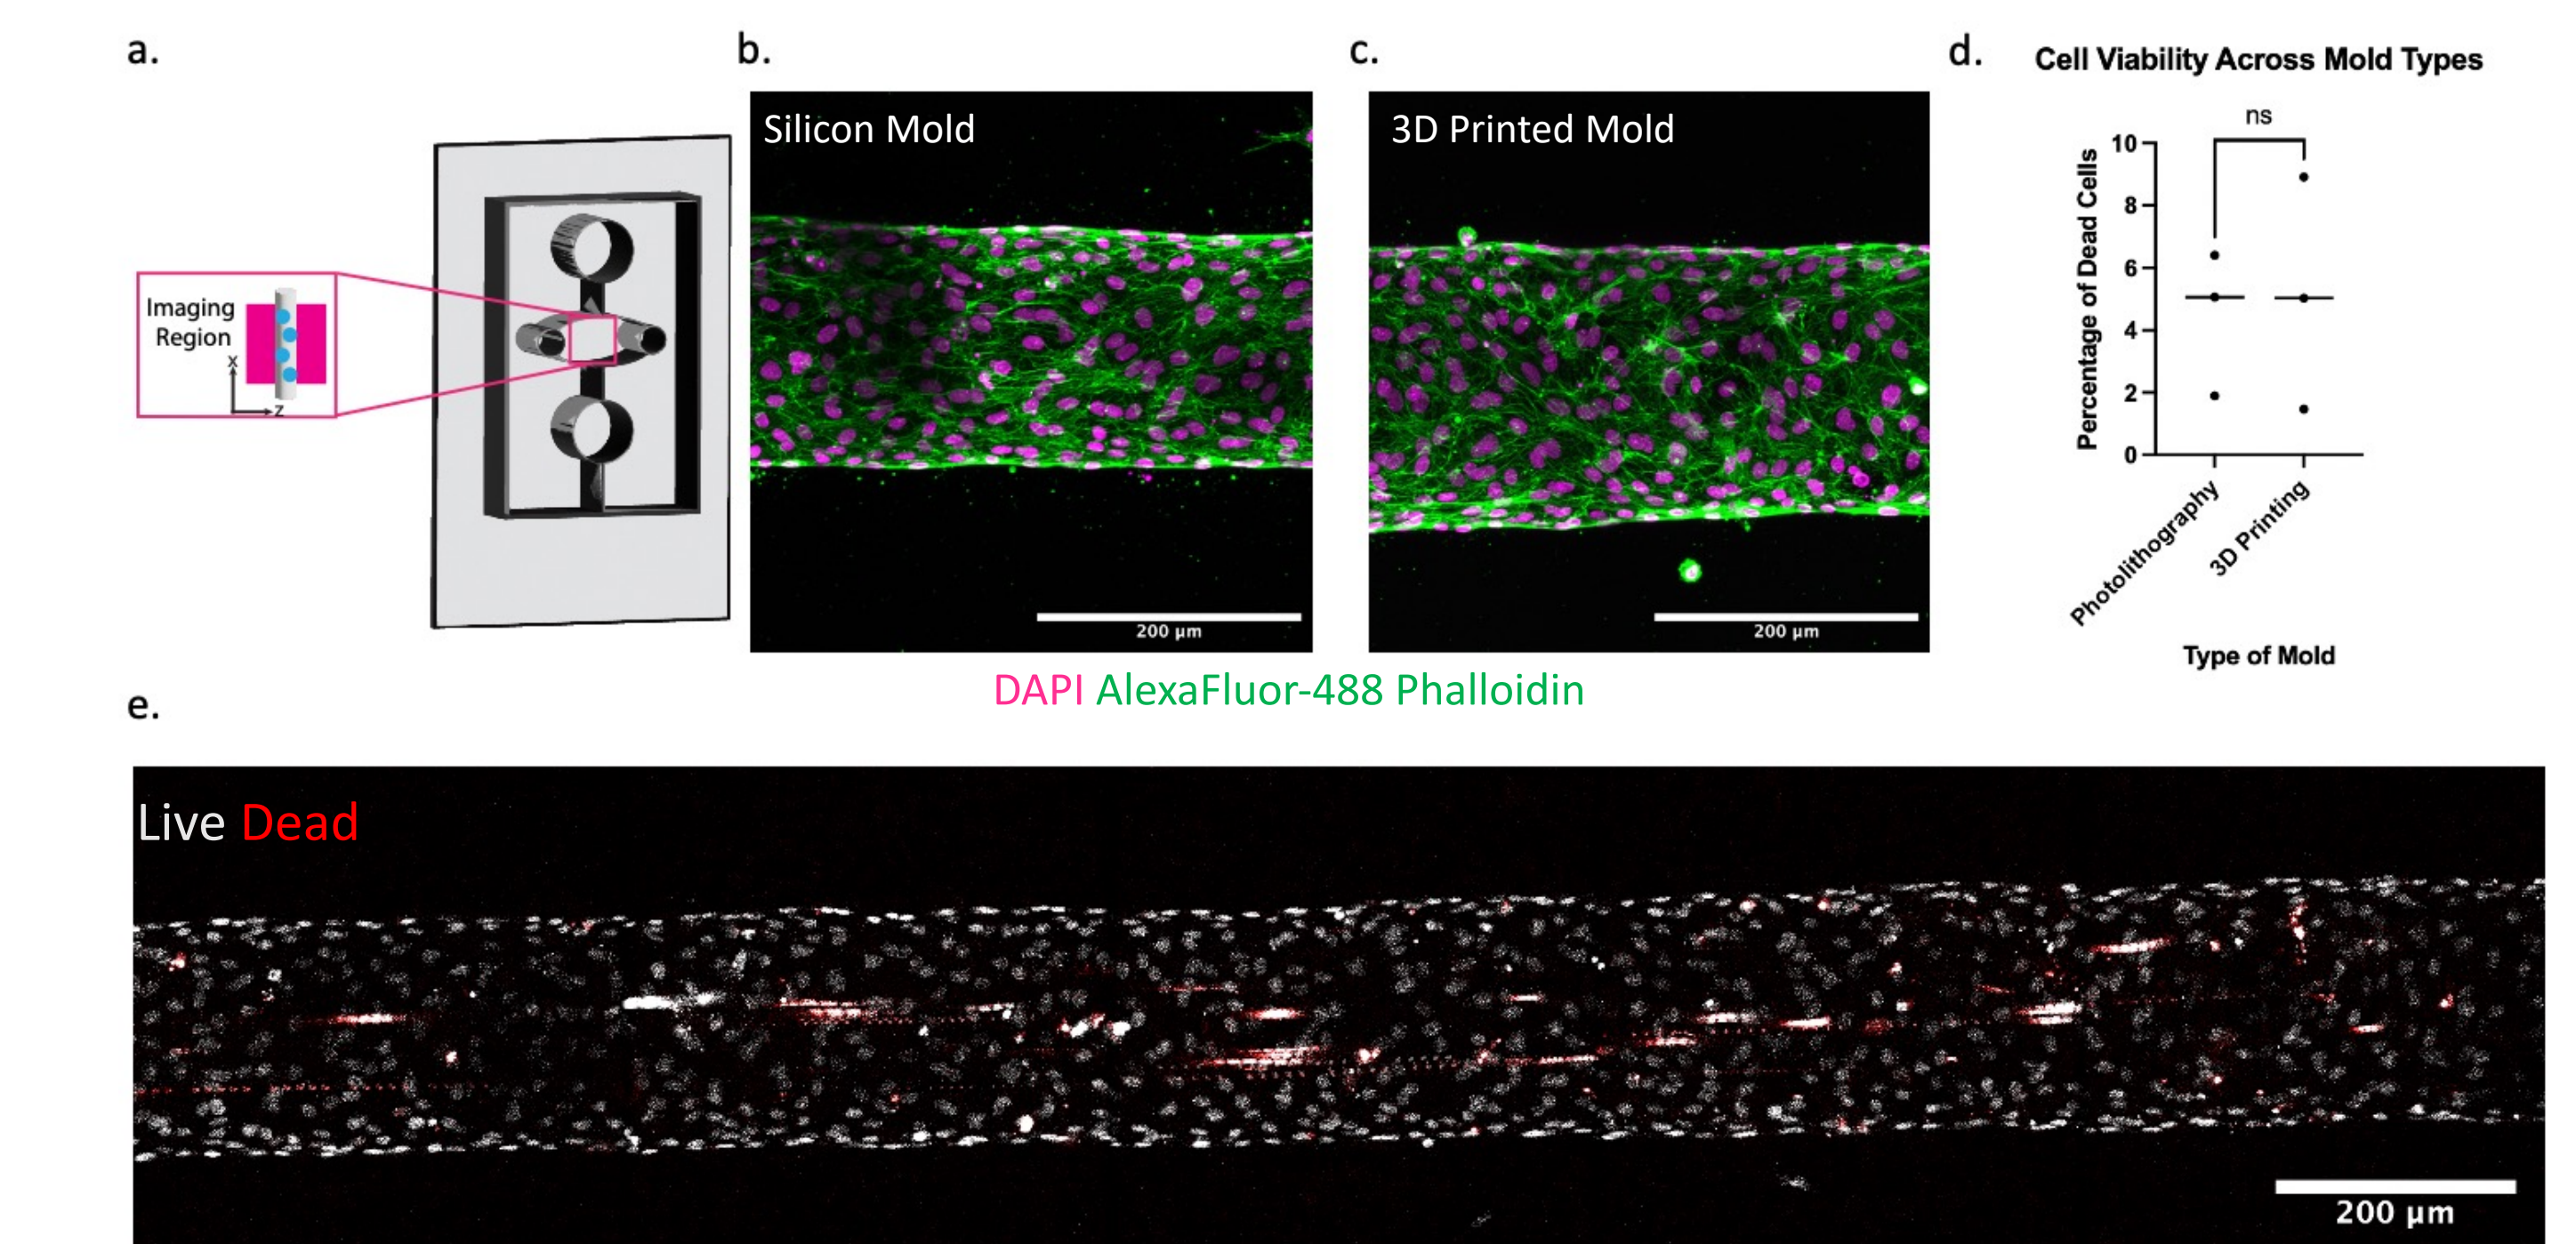 a.
b.
c.
d.
Cell Viability Across Mold Types
Silicon Mold
3D Printed Mold
ns
10
8
6
4
2
0
Percentage of Dead Cells
Imaging
Region
X
Z
Photolithography
3D Printing
Type of Mold
200 µm
200 µm
DAPI AlexaFluor-488 Phalloidin
e.
Live Dead
200 µm